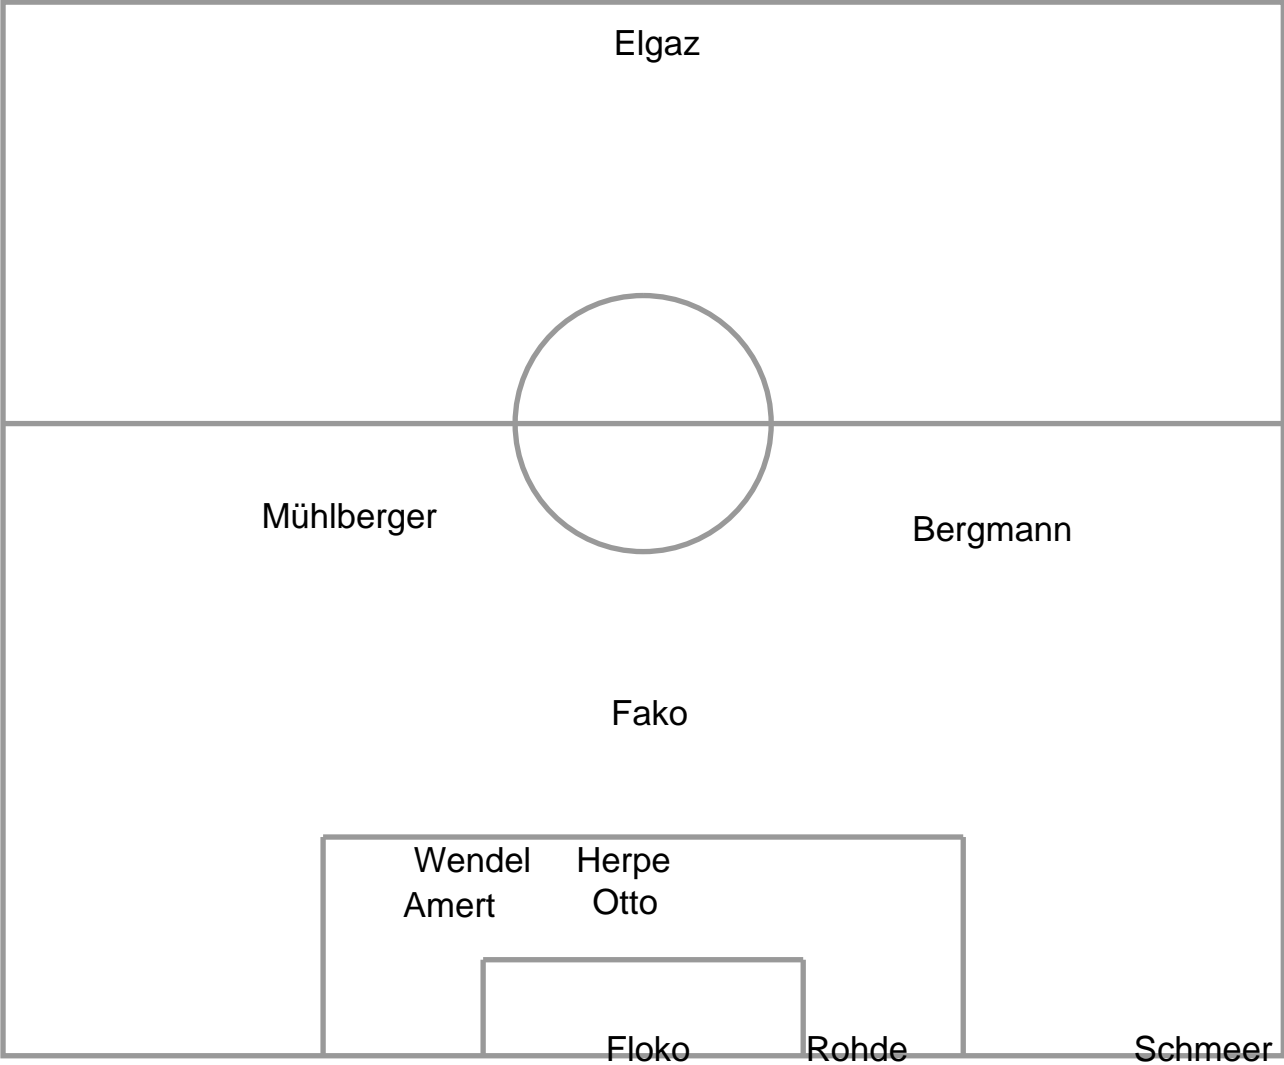 Elgaz
Mühlberger
Bergmann
Fako
Wendel Herpe
Amert Otto
Floko Rohde Schmeer